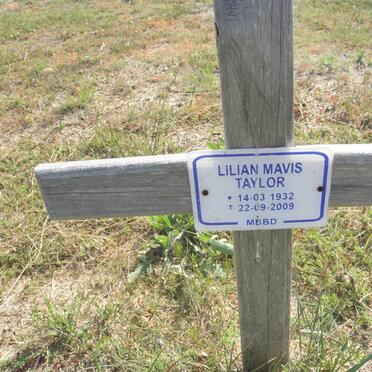 LILIAN MAVIS
TAYLOR
* 14-03 1932
† 22-09-2009
MBBD